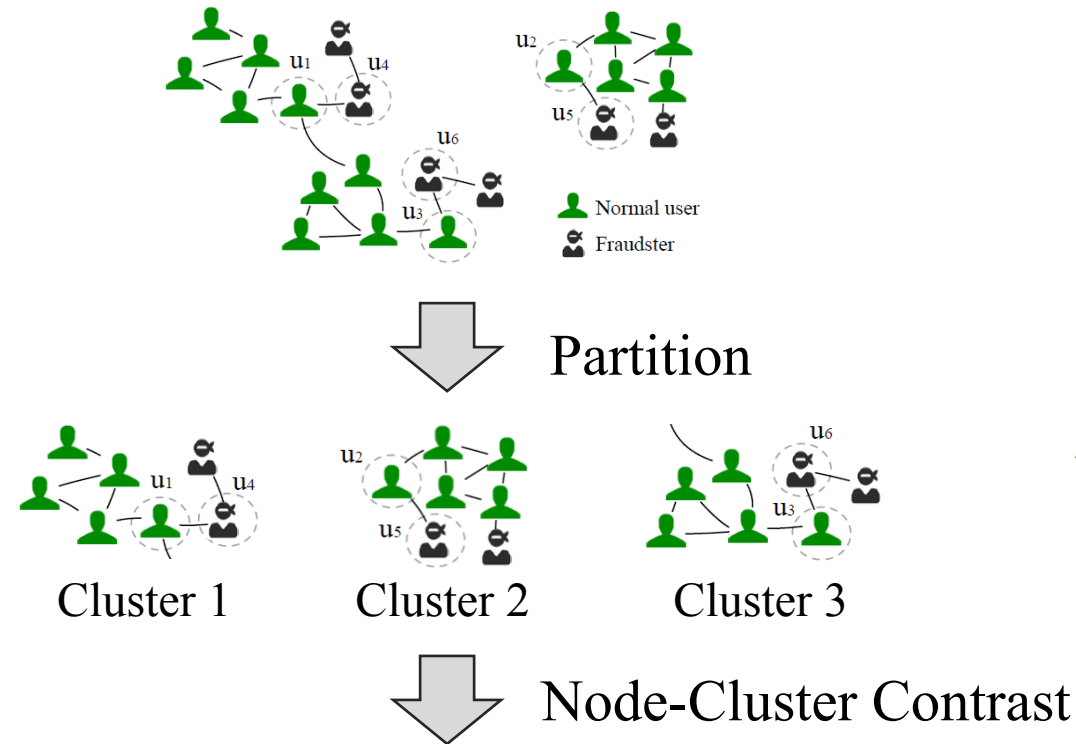 u1
u4
u2
u5
u6
u3
Normal user
Fraudster
Partition
u1
u4
u2
u5
u6
u3
Cluster 1
Cluster 2
Cluster 3
Node-Cluster Contrast